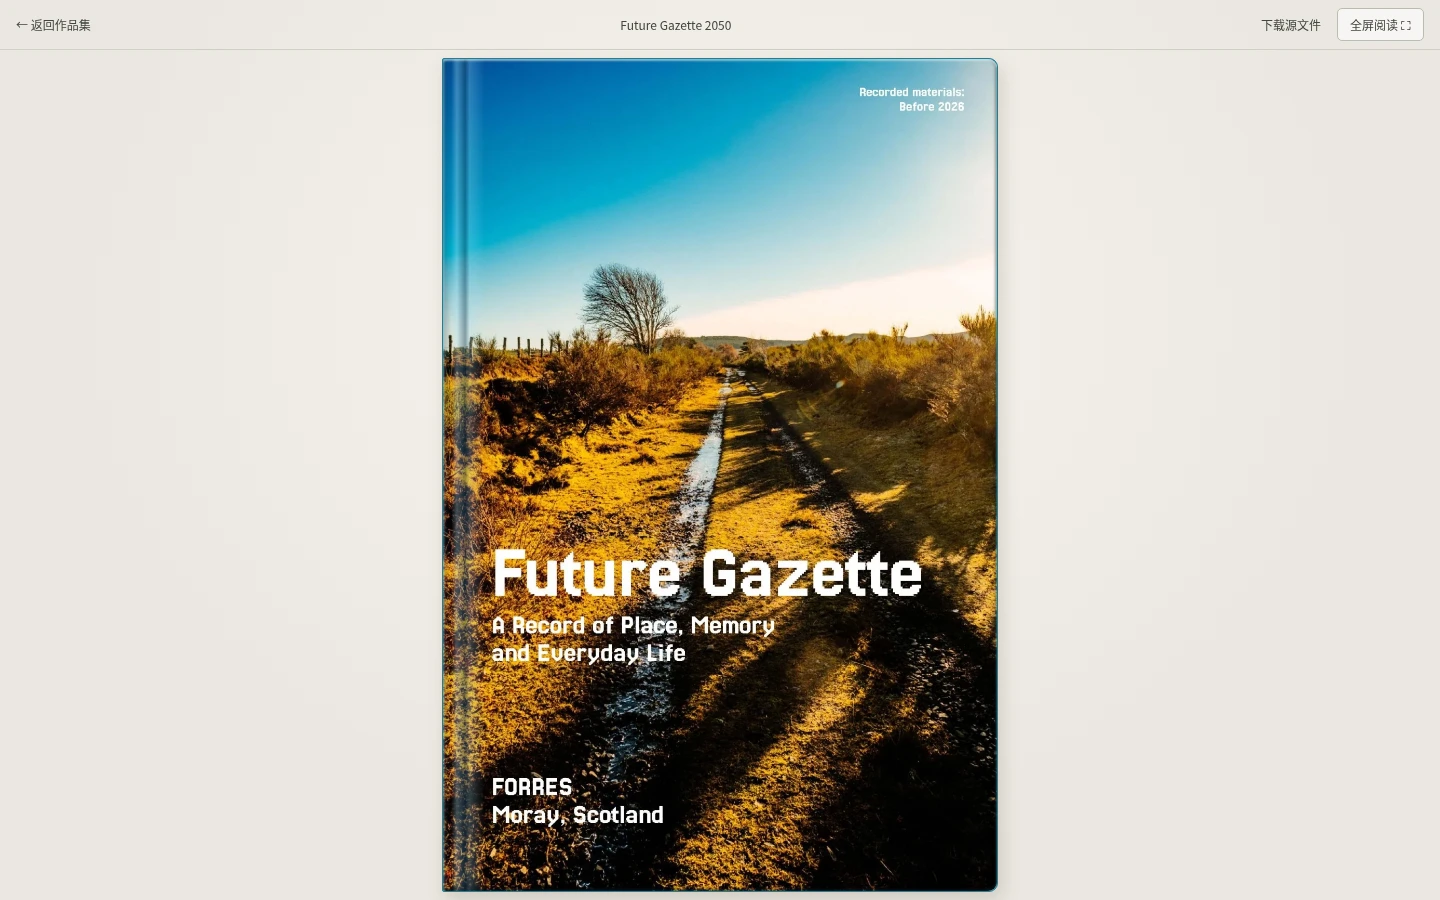 ← 返回作品集
Future Gazette 2050
下载源文件
全屏阅读 ⛶
Recorded materials:
Before 2026
Future Gazette
A Record of Place, Memory
and Everyday Life
FORRES
Moray, Scotland